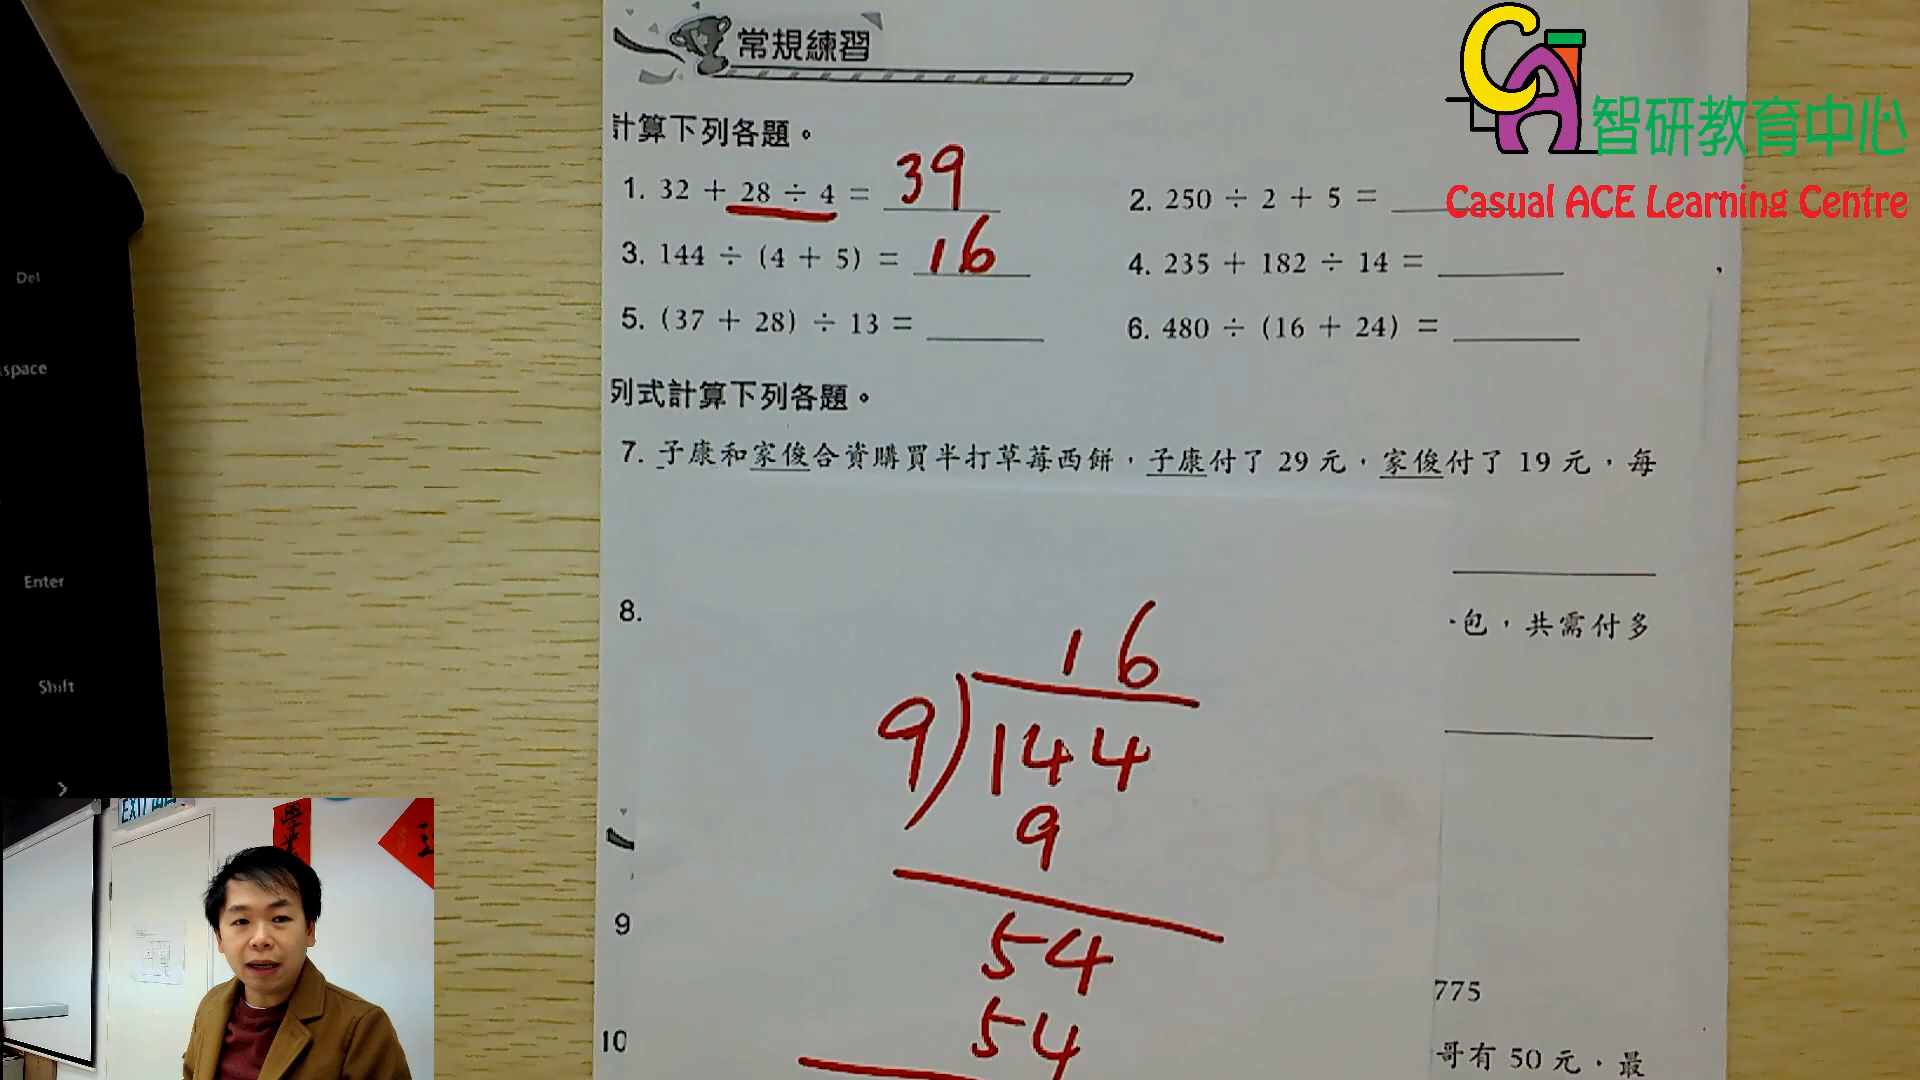 常規練習
計算下列各題。
1. 32 + 28 ÷ 4 = 39
2. 250 ÷ 2 + 5 =
3. 144 ÷ (4 + 5) = 16
4. 235 + 182 ÷ 14 =
5. (37 + 28) ÷ 13 =
6. 480 ÷ (16 + 24) =
列式計算下列各題。
7. 子康和家俊合資購買半打草莓西餅，子康付了 29 元，家俊付了 19 元，每
8.
包，共需付多
16
9)144
9
54
54
9
775
10
哥有 50 元，最
智研教育中心
Casual ACE Learning Centre
CA
Del
space
Enter
Shift
EXIT